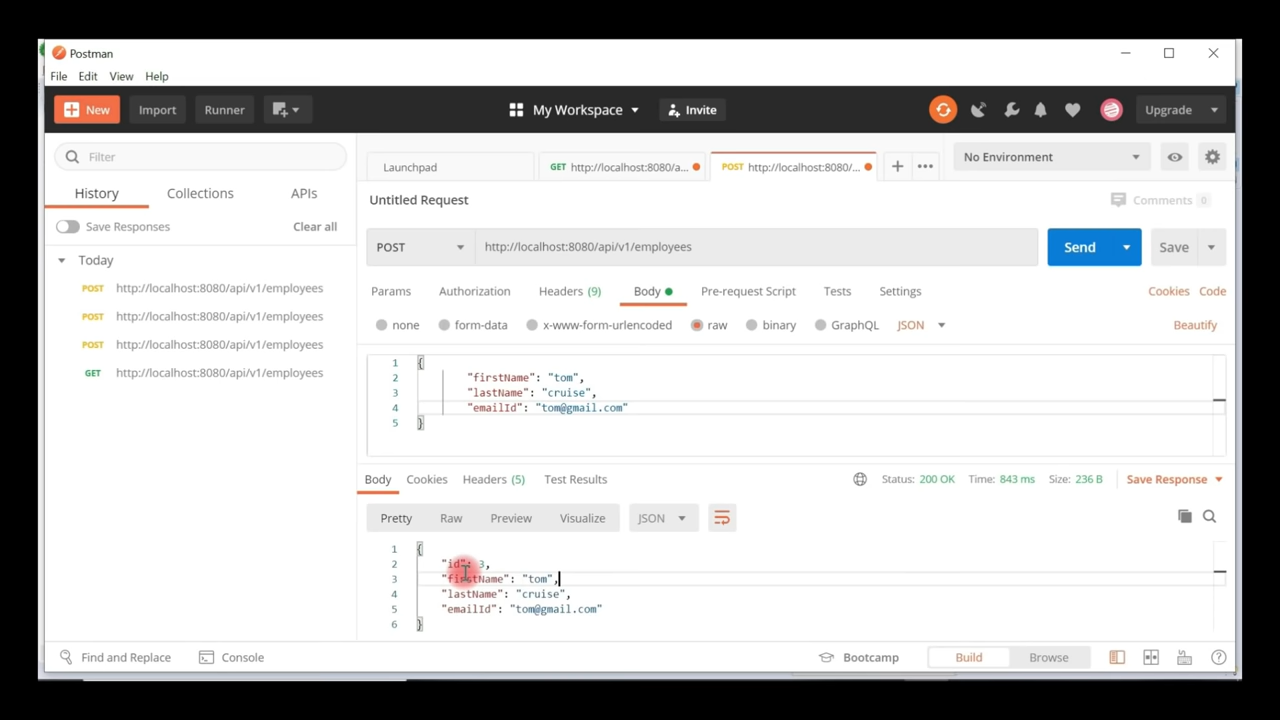 Postman
File Edit View Help
New Import Runner My Workspace Invite Upgrade
Filter
History Collections APIs
Save Responses Clear all
Today
POST http://localhost:8080/api/v1/employees
POST http://localhost:8080/api/v1/employees
POST http://localhost:8080/api/v1/employees
GET http://localhost:8080/api/v1/employees
Launchpad GET http://localhost:8080/a... POST http://localhost:8080/... No Environment
Untitled Request Comments 0
POST http://localhost:8080/api/v1/employees Send Save
Params Authorization Headers (9) Body Pre-request Script Tests Settings Cookies Code
none form-data x-www-form-urlencoded raw binary GraphQL JSON Beautify
1 {
2 "firstName": "tom",
3 "lastName": "cruise",
4 "emailId": "tom@gmail.com"
5 }
Body Cookies Headers (5) Test Results Status: 200 OK Time: 843 ms Size: 236 B Save Response
Pretty Raw Preview Visualize JSON
1 {
2 "id": 3,
3 "firstName": "tom",
4 "lastName": "cruise",
5 "emailId": "tom@gmail.com"
6 }
Find and Replace Console Bootcamp Build Browse